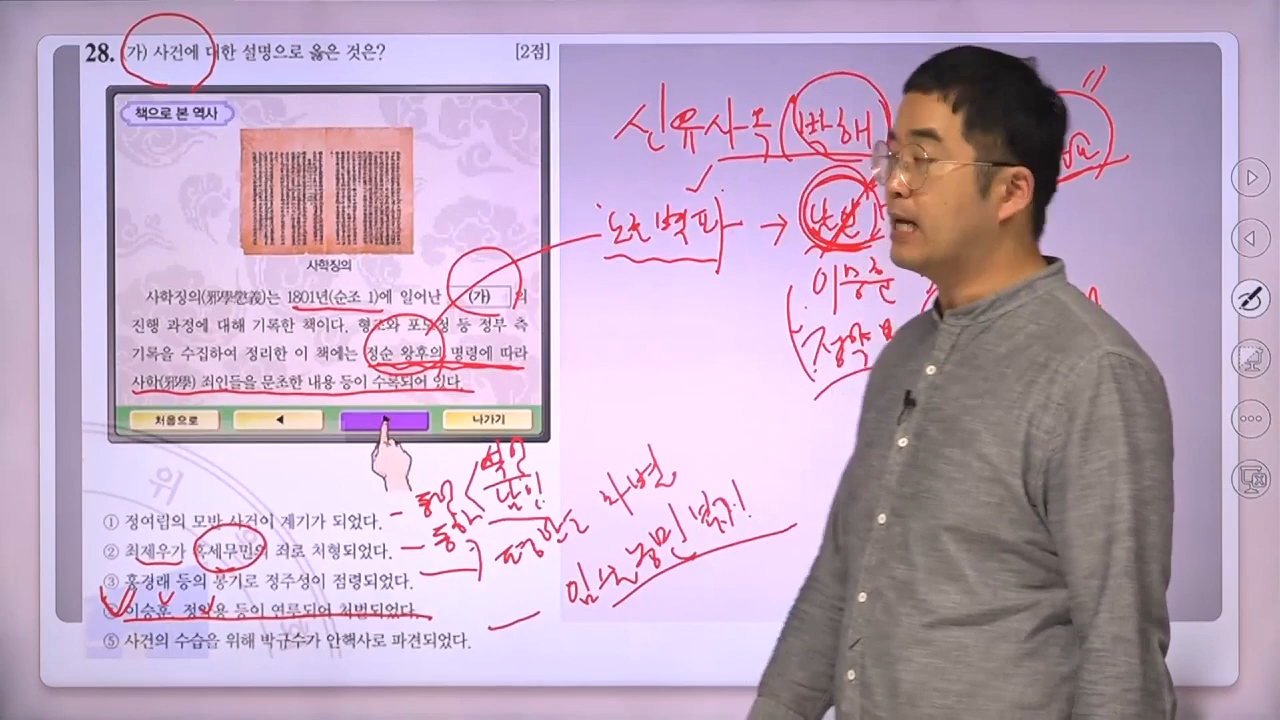 28. (가) 사건에 대한 설명으로 옳은 것은? [2점]
책으로 본 역사
사학징의
사학징의(邪學懲義)는 1801년(순조 1)에 일어난 (가) 의
진행 과정에 대해 기록한 책이다. 형조와 포도청 등 정부 측
기록을 수집하여 정리한 이 책에는 정순 왕후의 명령에 따라
사학(邪學) 죄인들을 문초한 내용 등이 수록되어 있다.
처음으로 ◀ ▶ 나가기
① 정여립의 모반 사건이 계기가 되었다.
② 최제우가 혹세무민의 죄로 처형되었다.
③ 홍경래 등의 봉기로 정주성이 점령되었다.
④ 이승훈, 정약용 등이 연루되어 처벌되었다.
⑤ 사건의 수습을 위해 박규수가 안핵사로 파견되었다.
신유사옥 박해
노론 벽파 → 남인
이승훈
정약
북인
동인 남인
동학
임술농민봉기!